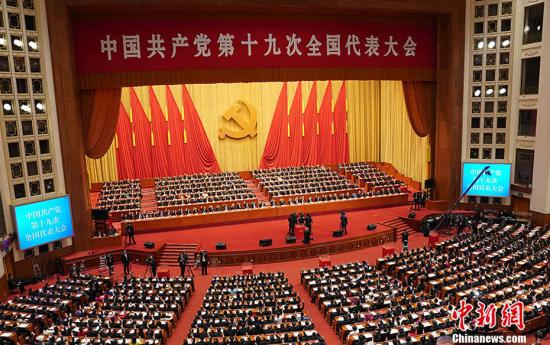 中国共产党第十九次全国代表大会
中国共产党
第十九次
全国代表大会
中国共产党
第十九次
全国代表大会
中新网
Chinanews.com